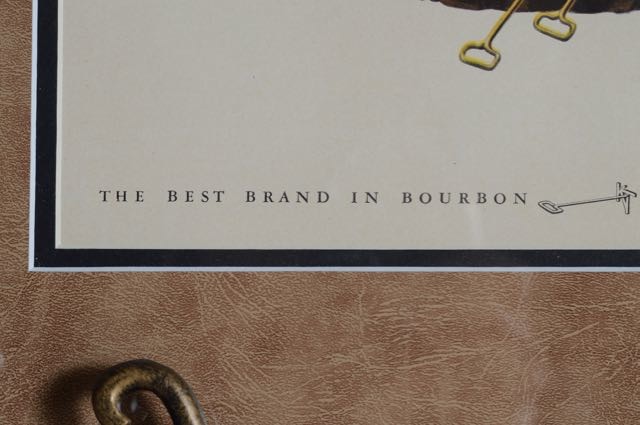 THE BEST BRAND IN BOURBON